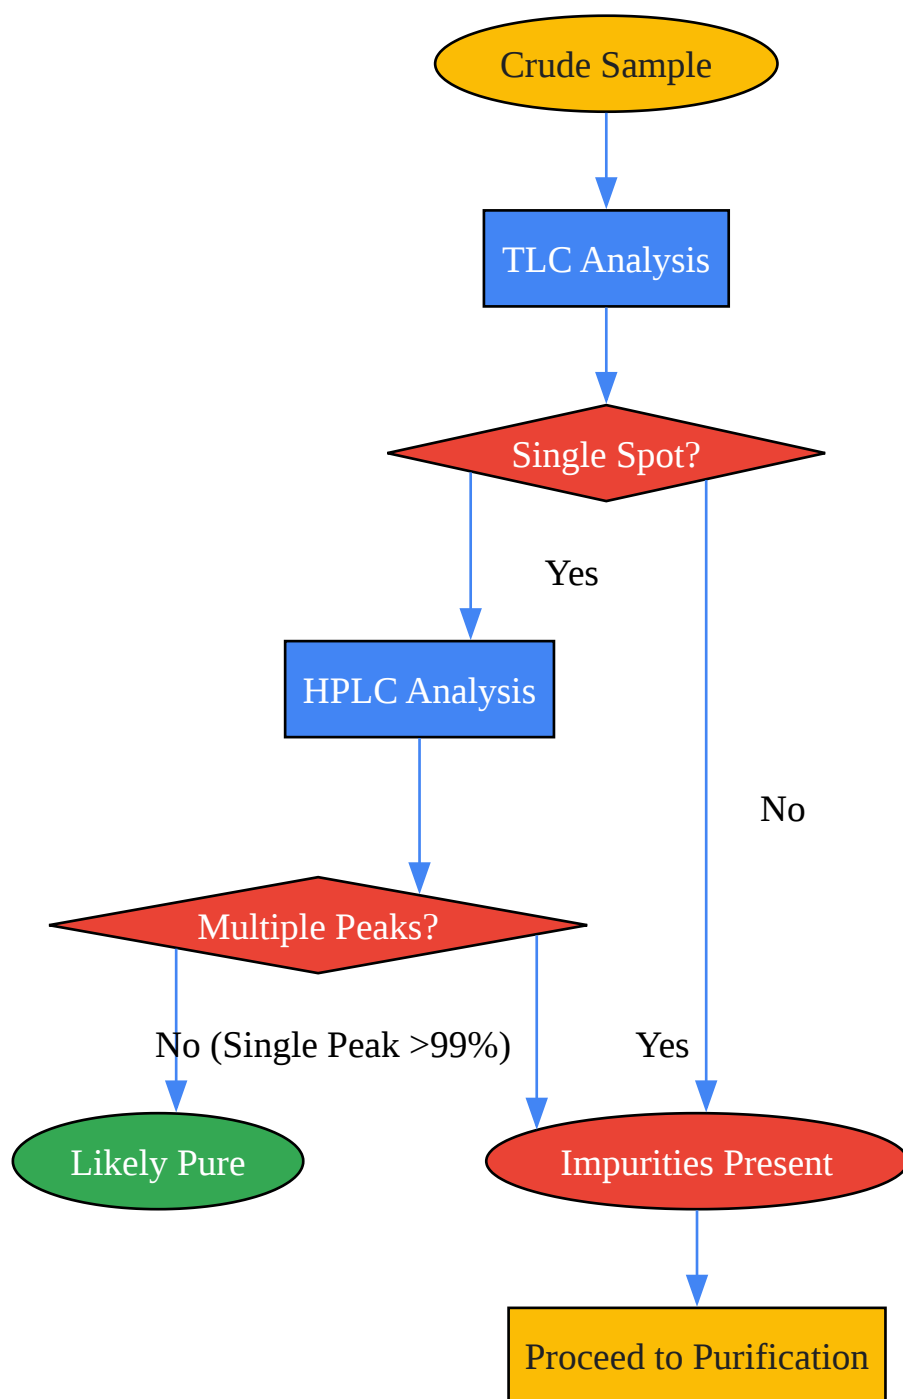 Crude Sample
TLC Analysis
Single Spot?
Yes
HPLC Analysis
No
Multiple Peaks?
No (Single Peak >99%)
Yes
Likely Pure
Impurities Present
Proceed to Purification